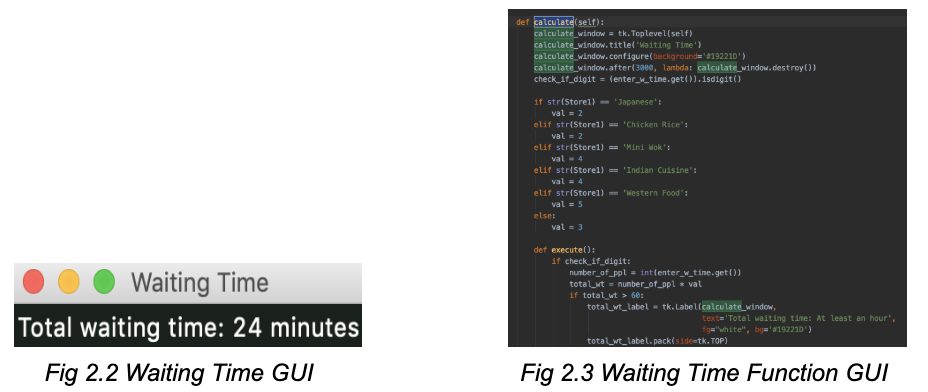 Waiting Time
Total waiting time: 24 minutes
Fig 2.2 Waiting Time GUI
def calculate(self):
calculate_window = tk.Toplevel(self)
calculate_window.title('Waiting Time')
calculate_window.configure(background='#19221D')
calculate_window.after(3000, lambda: calculate_window.destroy())
check_if_digit = (enter_w_time.get()).isdigit()
if str(Store1) == 'Japanese':
val = 2
elif str(Store1) == 'Chicken Rice':
val = 2
elif str(Store1) == 'Mini Wok':
val = 4
elif str(Store1) == 'Indian Cuisine':
val = 4
elif str(Store1) == 'Western Food':
val = 5
else:
val = 3
def execute():
if check_if_digit:
number_of_ppl = int(enter_w_time.get())
total_wt = number_of_ppl * val
if total_wt > 60:
total_wt_label = tk.Label(calculate_window,
text='Total waiting time: At least an hour',
fg="white", bg='#19221D')
total_wt_label.pack(side=tk.TOP)
Fig 2.3 Waiting Time Function GUI